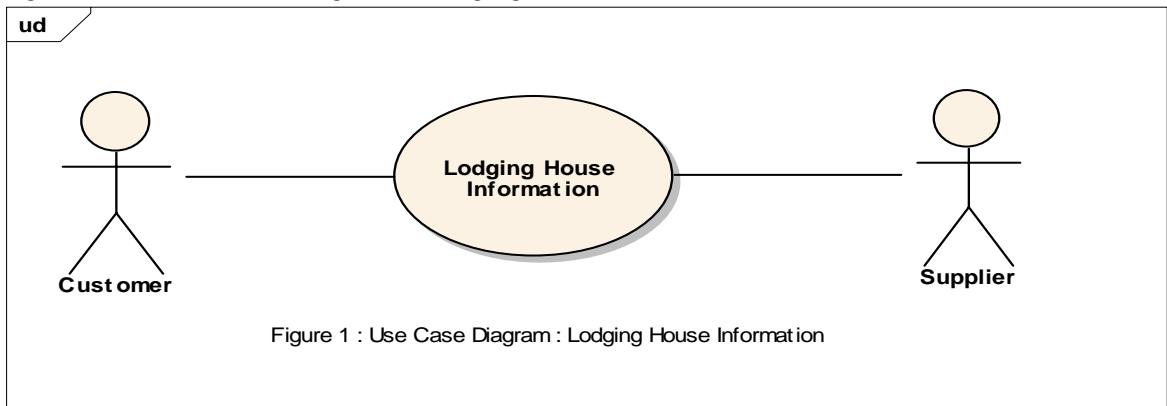 ud
Lodging House
Information
Customer
Supplier
Figure 1 : Use Case Diagram : Lodging House Information